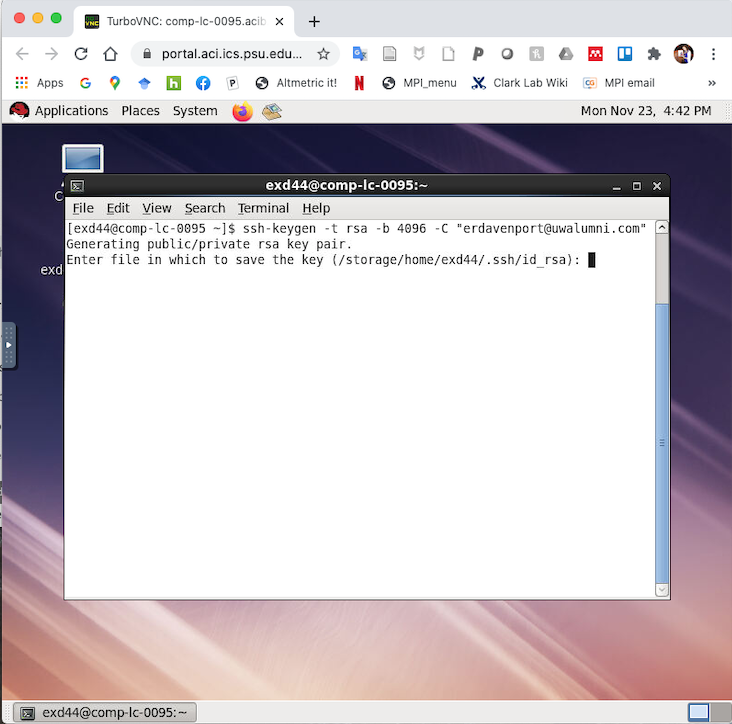 TurboVNC: comp-lc-0095.acib
portal.aci.ics.psu.edu...
Apps
Altmetric it!
MPI_menu
Clark Lab Wiki
MPI email
»
Applications Places System
Mon Nov 23, 4:42 PM
exd44@comp-lc-0095:~
File Edit View Search Terminal Help
[exd44@comp-lc-0095 ~]$ ssh-keygen -t rsa -b 4096 -C "erdavenport@uwalumni.com"
Generating public/private rsa key pair.
Enter file in which to save the key (/storage/home/exd44/.ssh/id_rsa):
exd
exd44@comp-lc-0095:~